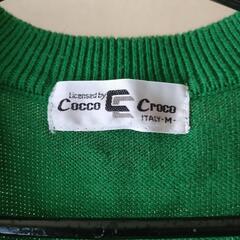 Licensed by
Cocco Croco
ITALY-M-